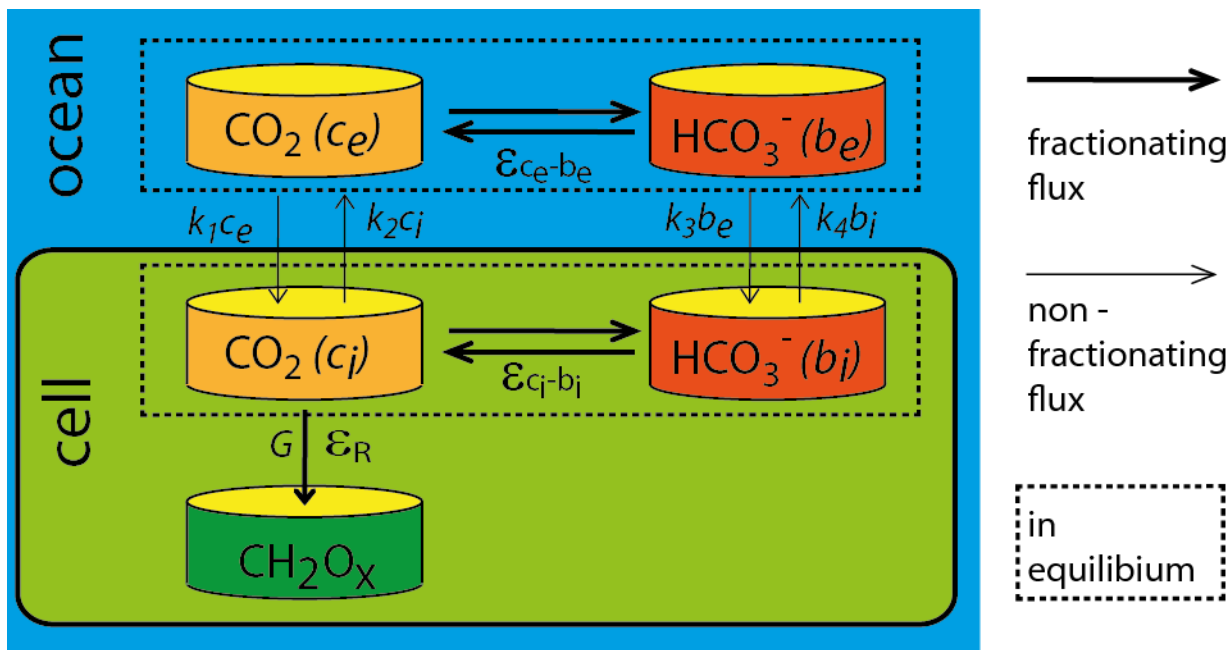 ocean
CO₂ (cₑ)
HCO₃⁻ (bₑ)
εcₑ-bₑ
k₁cₑ
k₂cᵢ
k₃bₑ
k₄bᵢ
cell
CO₂ (cᵢ)
HCO₃⁻ (bᵢ)
εcᵢ-bᵢ
G
εR
CH₂Oₓ
fractionating
flux
non -
fractionating
flux
in
equilibium